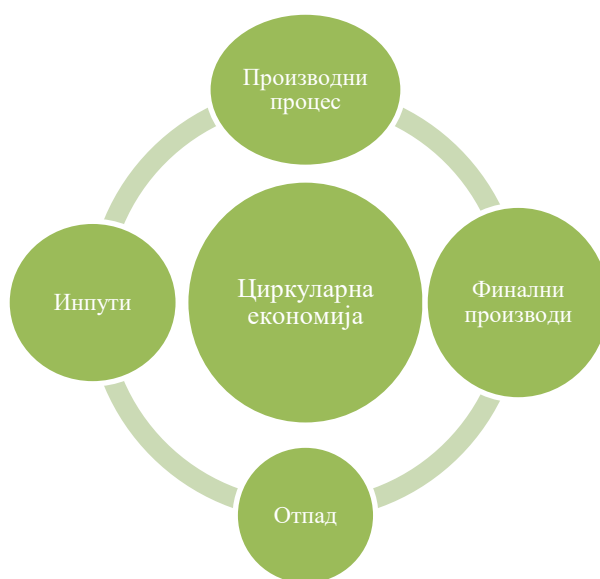 Производни
процес
Инпути
Циркуларна
економија
Финални
производи
Отпад